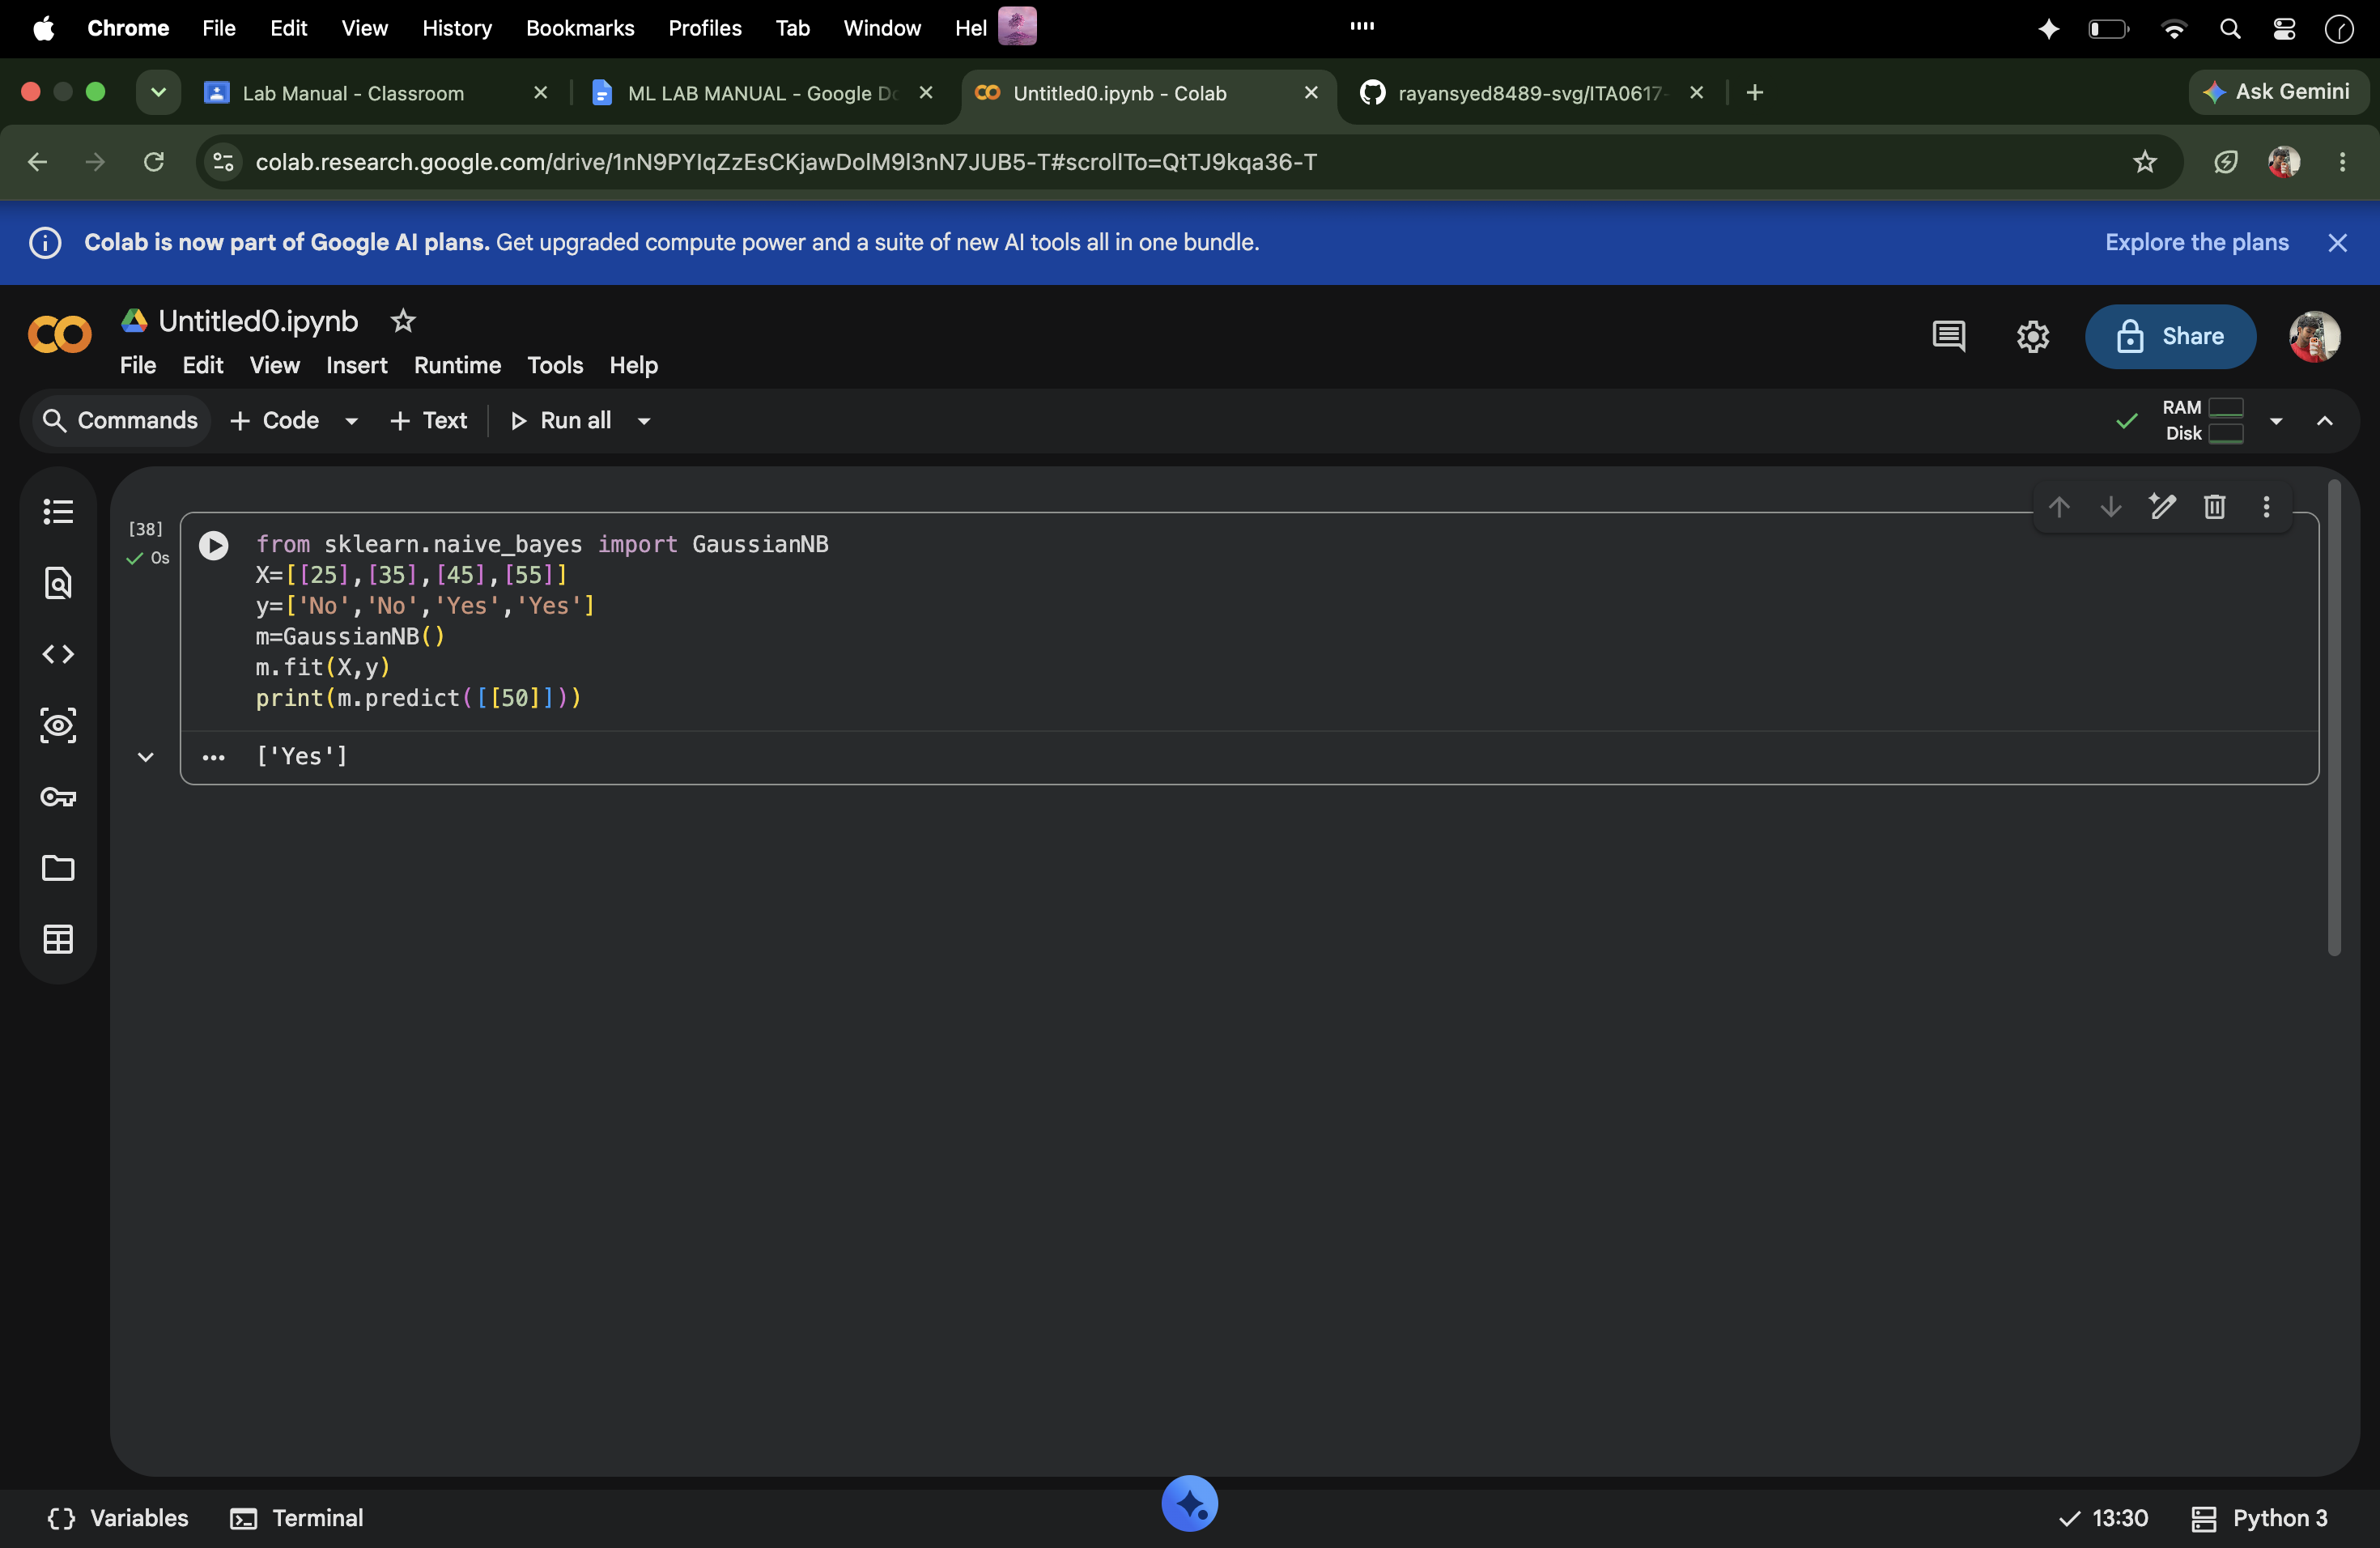 Chrome File Edit View History Bookmarks Profiles Tab Window Hel
Lab Manual - Classroom
ML LAB MANUAL - Google Do
Untitled0.ipynb - Colab
rayansyed8489-svg/ITA0617-
Ask Gemini
colab.research.google.com/drive/1nN9PYIqZzEsCKjawDolM9l3nN7JUB5-T#scrollTo=QtTJ9kqa36-T
Colab is now part of Google AI plans. Get upgraded compute power and a suite of new AI tools all in one bundle.
Explore the plans
Untitled0.ipynb
Share
File Edit View Insert Runtime Tools Help
Commands + Code + Text Run all
RAM
Disk
[38]
0s
from sklearn.naive_bayes import GaussianNB
X=[[25],[35],[45],[55]]
y=['No','No','Yes','Yes']
m=GaussianNB()
m.fit(X,y)
print(m.predict([[50]]))
['Yes']
Variables Terminal
13:30 Python 3